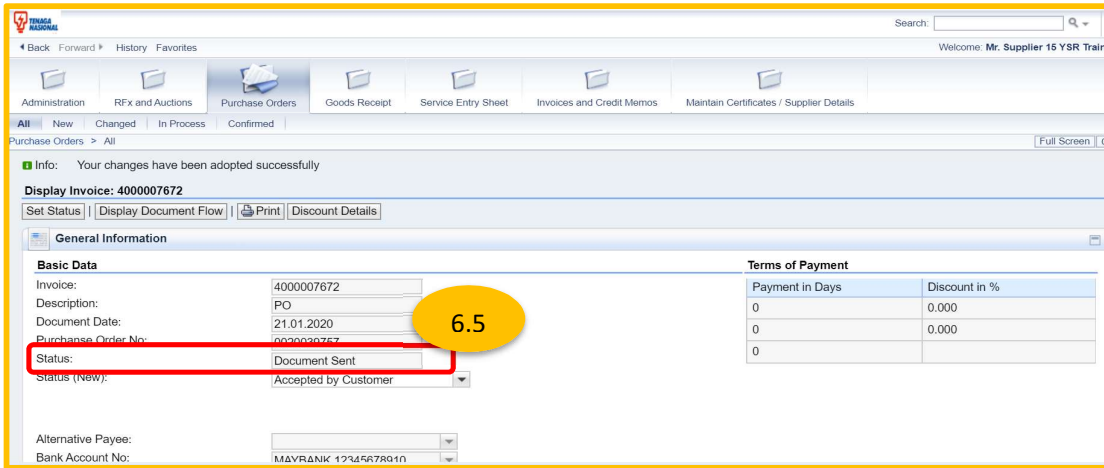 TENAGA
NASIONAL
Search:
Back Forward History Favorites
Welcome: Mr. Supplier 15 YSR Train
Administration RFx and Auctions Purchase Orders Goods Receipt Service Entry Sheet Invoices and Credit Memos Maintain Certificates / Supplier Details
All New Changed In Process Confirmed
Purchase Orders > All
Full Screen
Info: Your changes have been adopted successfully
Display Invoice: 4000007672
Set Status | Display Document Flow | Print Discount Details
General Information
Basic Data
Invoice: 4000007672
Description: PO
Document Date: 21.01.2020
Purchanse Order No: 0020039757
Status: Document Sent
Status (New): Accepted by Customer
Alternative Payee:
Bank Account No: MAYBANK 12345678910
6.5
Terms of Payment
Payment in Days Discount in %
0 0.000
0 0.000
0